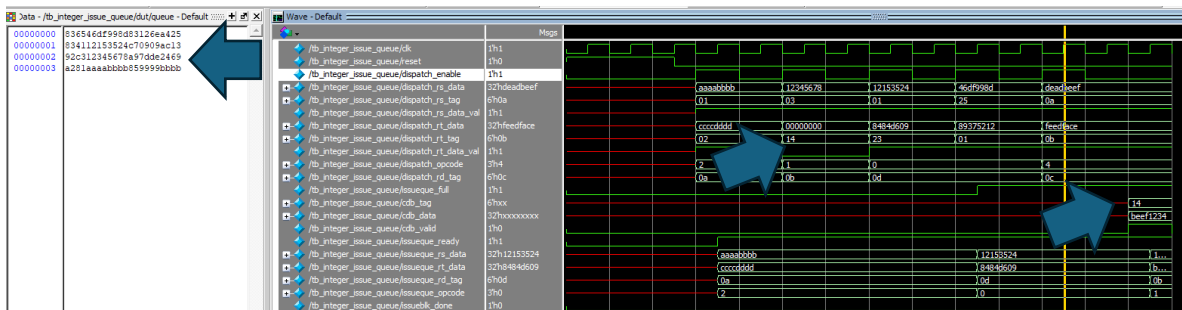 Data - /tb_integer_issue_queue/dut/queue - Default
00000000 836546df998d83126ea425
00000001 834112153524c70909ac13
00000002 92c312345678a97dde2469
00000003 a281aaaabbbb859999bbbb
Wave - Default
Msgs
/tb_integer_issue_queue/clk 1'h1
/tb_integer_issue_queue/reset 1'h0
/tb_integer_issue_queue/dispatch_enable 1'h1
/tb_integer_issue_queue/dispatch_rs_data 32'hdeadbeef aaaabbbb 12345678 12153524 46df998d deadbeef
/tb_integer_issue_queue/dispatch_rs_tag 6'h0a 01 03 01 25 0a
/tb_integer_issue_queue/dispatch_rs_data_val 1'h1
/tb_integer_issue_queue/dispatch_rt_data 32'hfeedface ccccdddd 00000000 8484d609 89375212 feedface
/tb_integer_issue_queue/dispatch_rt_tag 6'h0b 02 14 23 01 0b
/tb_integer_issue_queue/dispatch_rt_data_val 1'h1
/tb_integer_issue_queue/dispatch_opcode 3'h4 2 1 0 4
/tb_integer_issue_queue/dispatch_rd_tag 6'h0c 0a 0b 0d 0c
/tb_integer_issue_queue/issueque_full 1'h1
/tb_integer_issue_queue/cdb_tag 6'hxx 14
/tb_integer_issue_queue/cdb_data 32'hxxxxxxxx beef1234
/tb_integer_issue_queue/cdb_valid 1'h0
/tb_integer_issue_queue/issueque_ready 1'h1
/tb_integer_issue_queue/issueque_rs_data 32'h12153524 aaaabbbb 12153524 1...
/tb_integer_issue_queue/issueque_rt_data 32'h8484d609 ccccdddd 8484d609 b...
/tb_integer_issue_queue/issueque_rd_tag 6'h0d 0a 0d 0b
/tb_integer_issue_queue/issueque_opcode 3'h0 2 0 1
/tb_integer_issue_queue/issueblk_done 1'h0